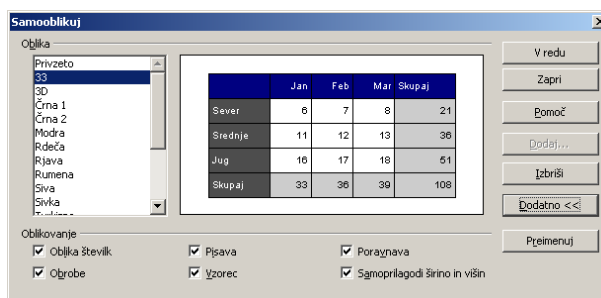 Samooblikuj
Oblika
Privzeto
33
3D
Črna 1
Črna 2
Modra
Rdeča
Rjava
Rumena
Siva
Sivka
Jan Feb Mar Skupaj
Sever 6 7 8 21
Srednje 11 12 13 36
Jug 16 17 18 51
Skupaj 33 36 39 108
V redu
Zapri
Pomoč
Dodaj...
Izbriši
Dodatno <<
Preimenuj
Oblikovanje
Oblika številk
Pisava
Poravnava
Obrobe
Vzorec
Samoprilagodi širino in višin